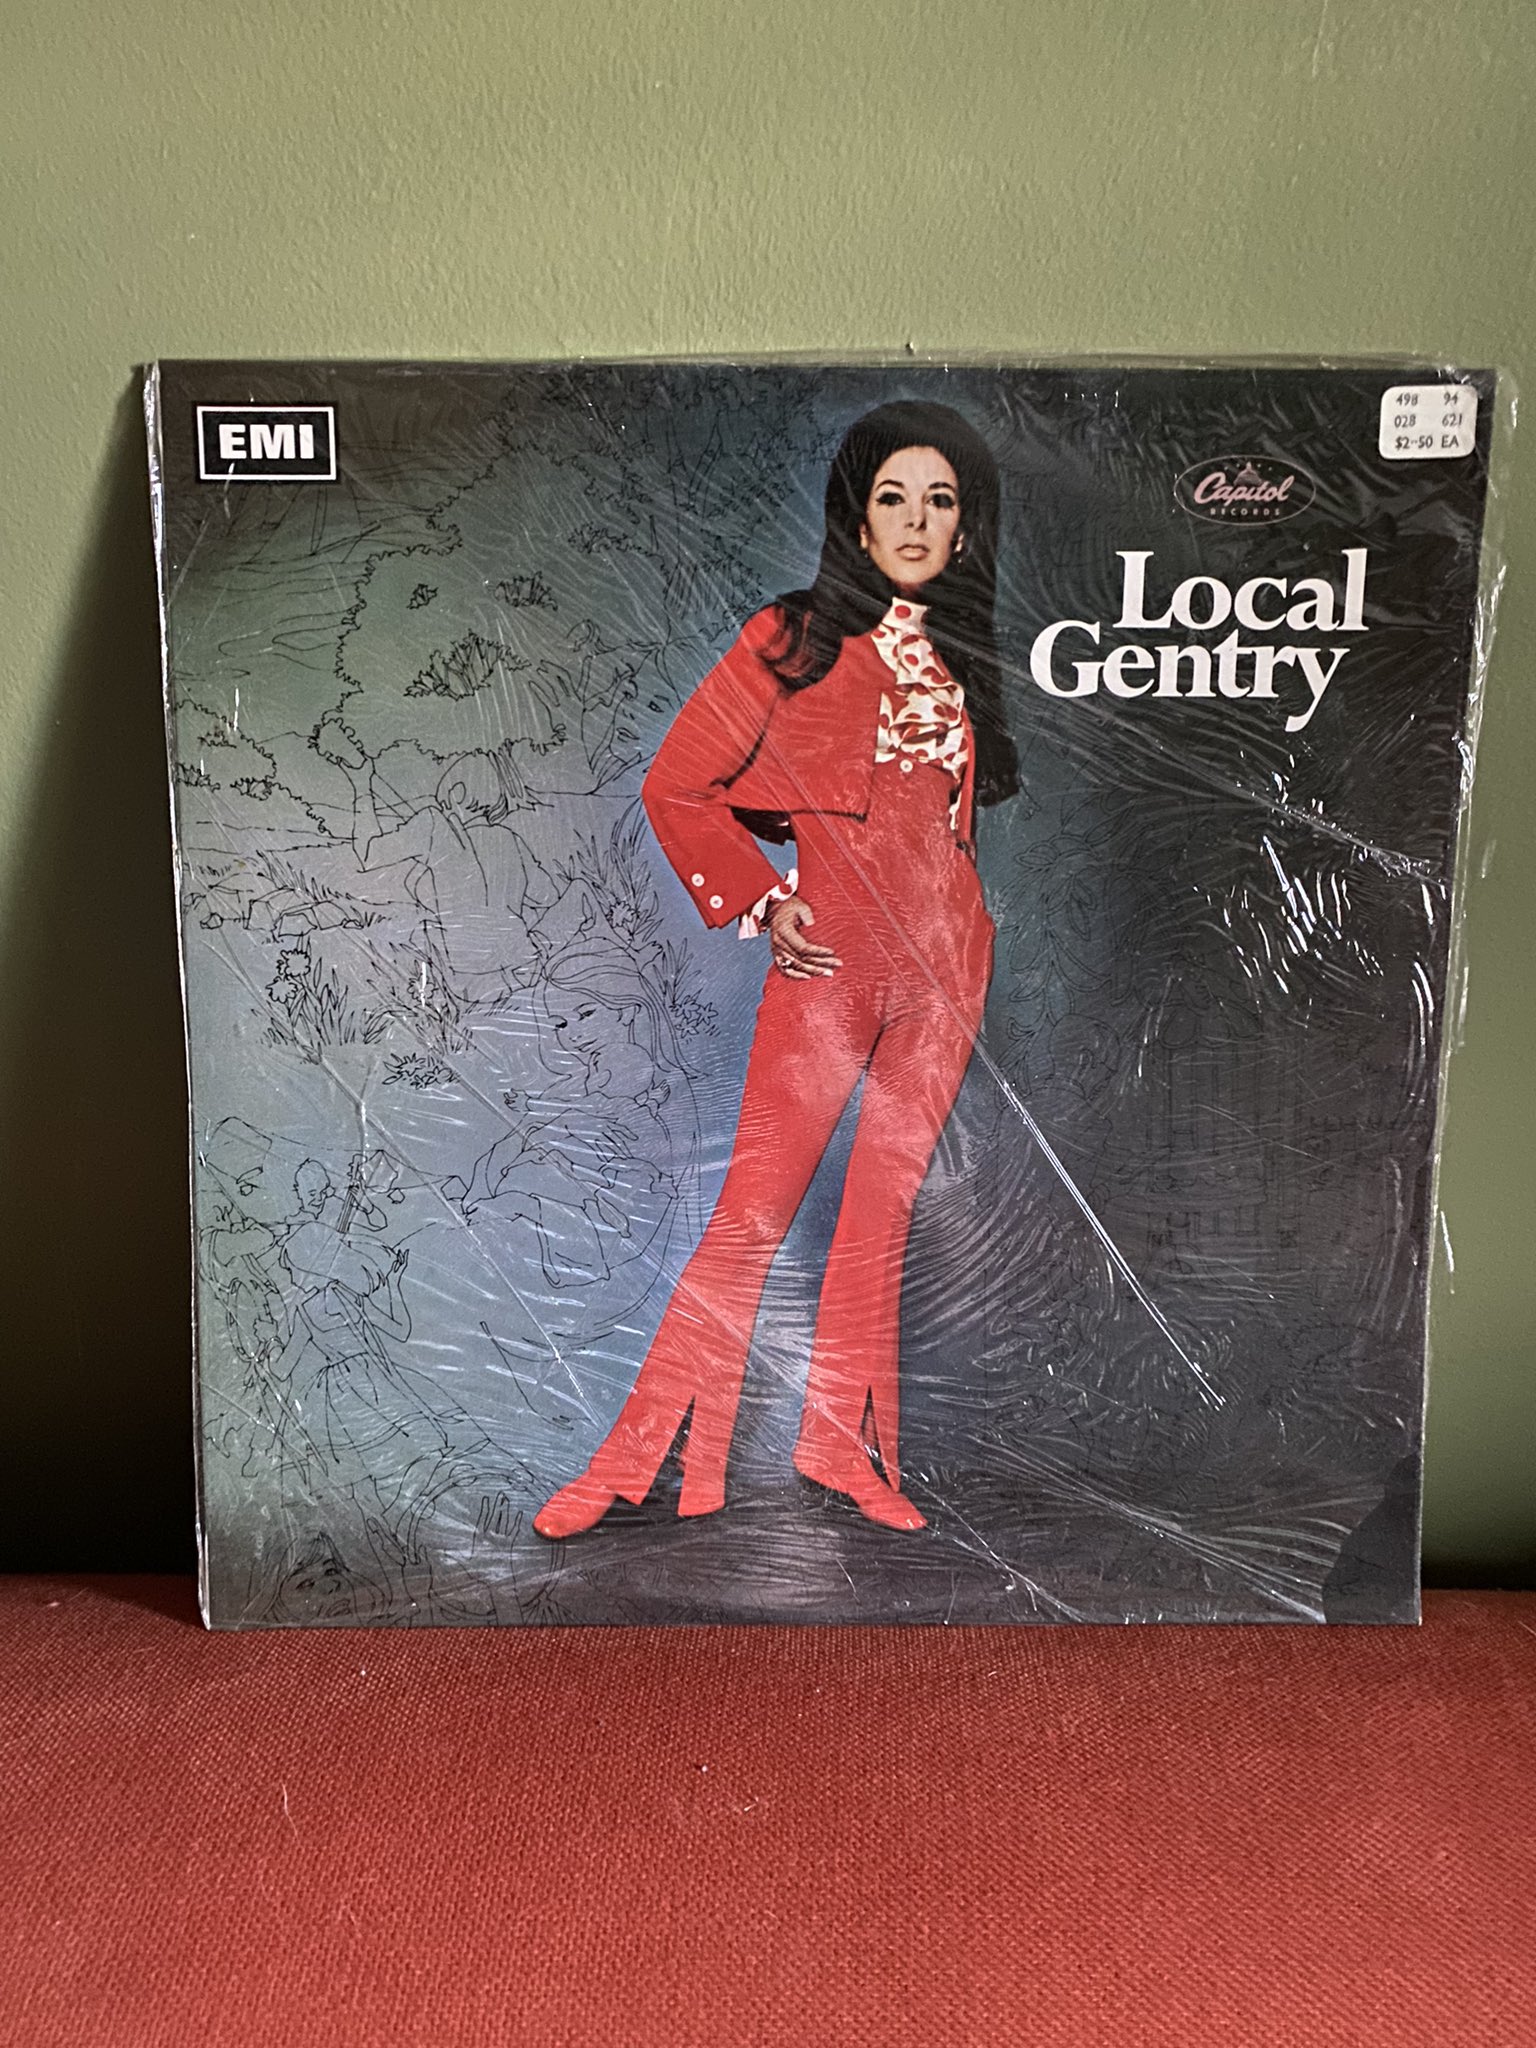 EMI
498 94
028 621
$2-50 EA
Capitol
RECORDS
Local
Gentry